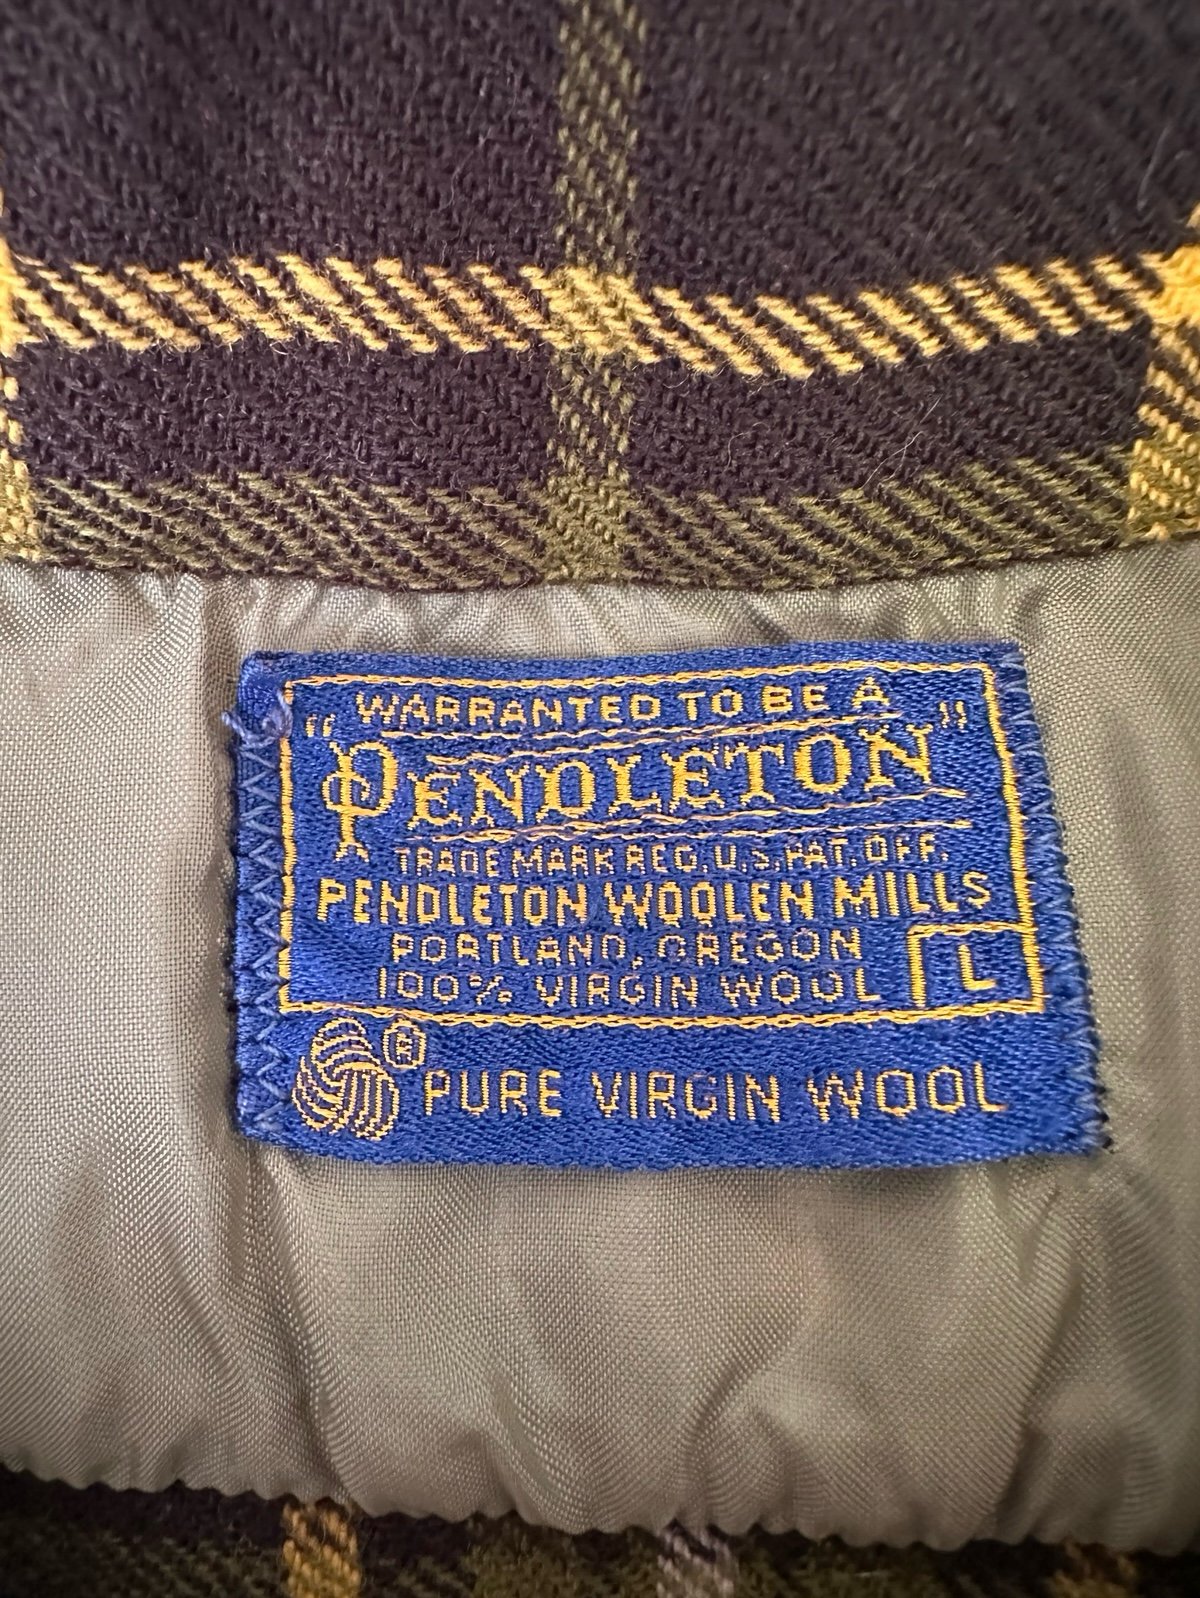 WARRANTED TO BE A
"PENDLETON"
TRADE MARK REG. U.S. PAT. OFF.
PENDLETON WOOLEN MILLS
PORTLAND, OREGON
100% VIRGIN WOOL L
® PURE VIRGIN WOOL